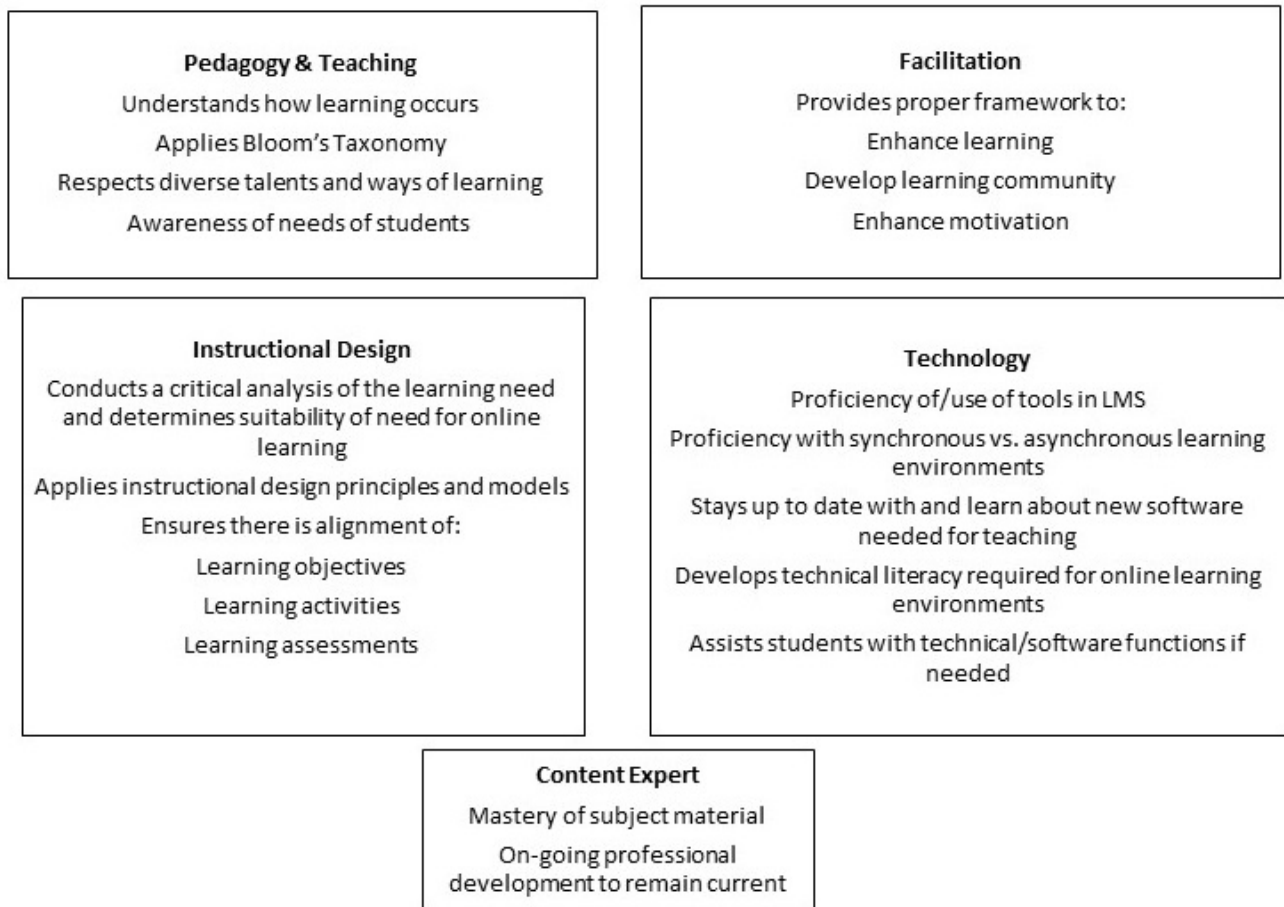 Pedagogy & Teaching
Understands how learning occurs
Applies Bloom’s Taxonomy
Respects diverse talents and ways of learning
Awareness of needs of students
Facilitation
Provides proper framework to:
Enhance learning
Develop learning community
Enhance motivation
Instructional Design
Conducts a critical analysis of the learning need
and determines suitability of need for online
learning
Applies instructional design principles and models
Ensures there is alignment of:
Learning objectives
Learning activities
Learning assessments
Technology
Proficiency of/use of tools in LMS
Proficiency with synchronous vs. asynchronous learning
environments
Stays up to date with and learn about new software
needed for teaching
Develops technical literacy required for online learning
environments
Assists students with technical/software functions if
needed
Content Expert
Mastery of subject material
On-going professional
development to remain current